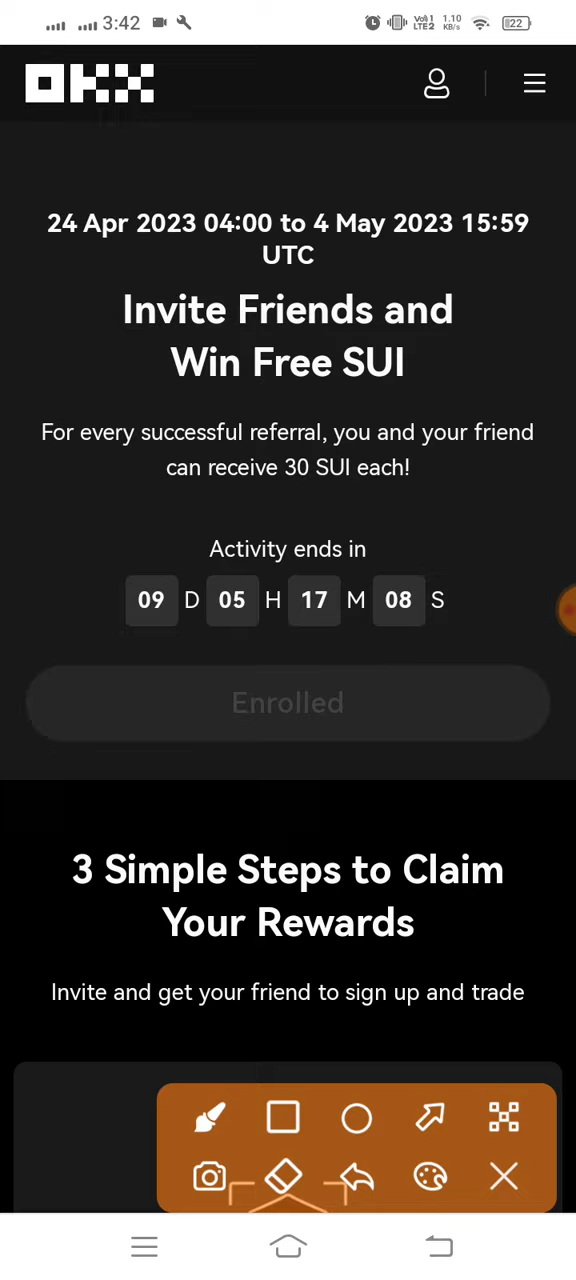 3:42
Vo1 1
LTE2
1.10
KB/s
22
OKX
24 Apr 2023 04:00 to 4 May 2023 15:59
UTC
Invite Friends and
Win Free SUI
For every successful referral, you and your friend
can receive 30 SUI each!
Activity ends in
09 D 05 H 17 M 08 S
Enrolled
3 Simple Steps to Claim
Your Rewards
Invite and get your friend to sign up and trade